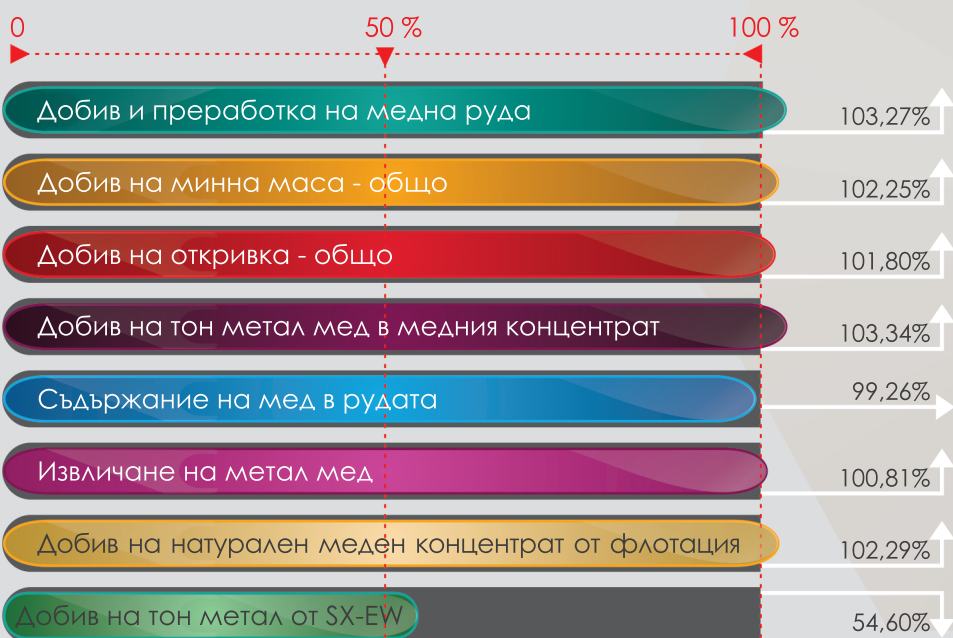 0 50 % 100 %
Добив и преработка на медна руда 103,27%
Добив на минна маса - общо 102,25%
Добив на откривка - общо 101,80%
Добив на тон метал мед в медния концентрат 103,34%
Съдържание на мед в рудата 99,26%
Извличане на метал мед 100,81%
Добив на натурален меден концентрат от флотация 102,29%
Добив на тон метал от SX-EW 54,60%